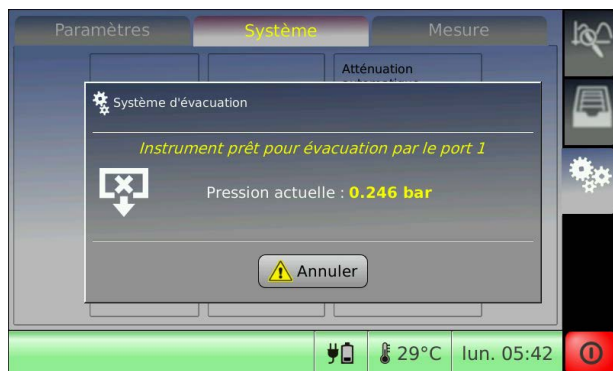 Paramètres
Système
Mesure
Atténuation
Système d'évacuation
Instrument prêt pour évacuation par le port 1
Pression actuelle : 0.246 bar
Annuler
29°C
lun. 05:42